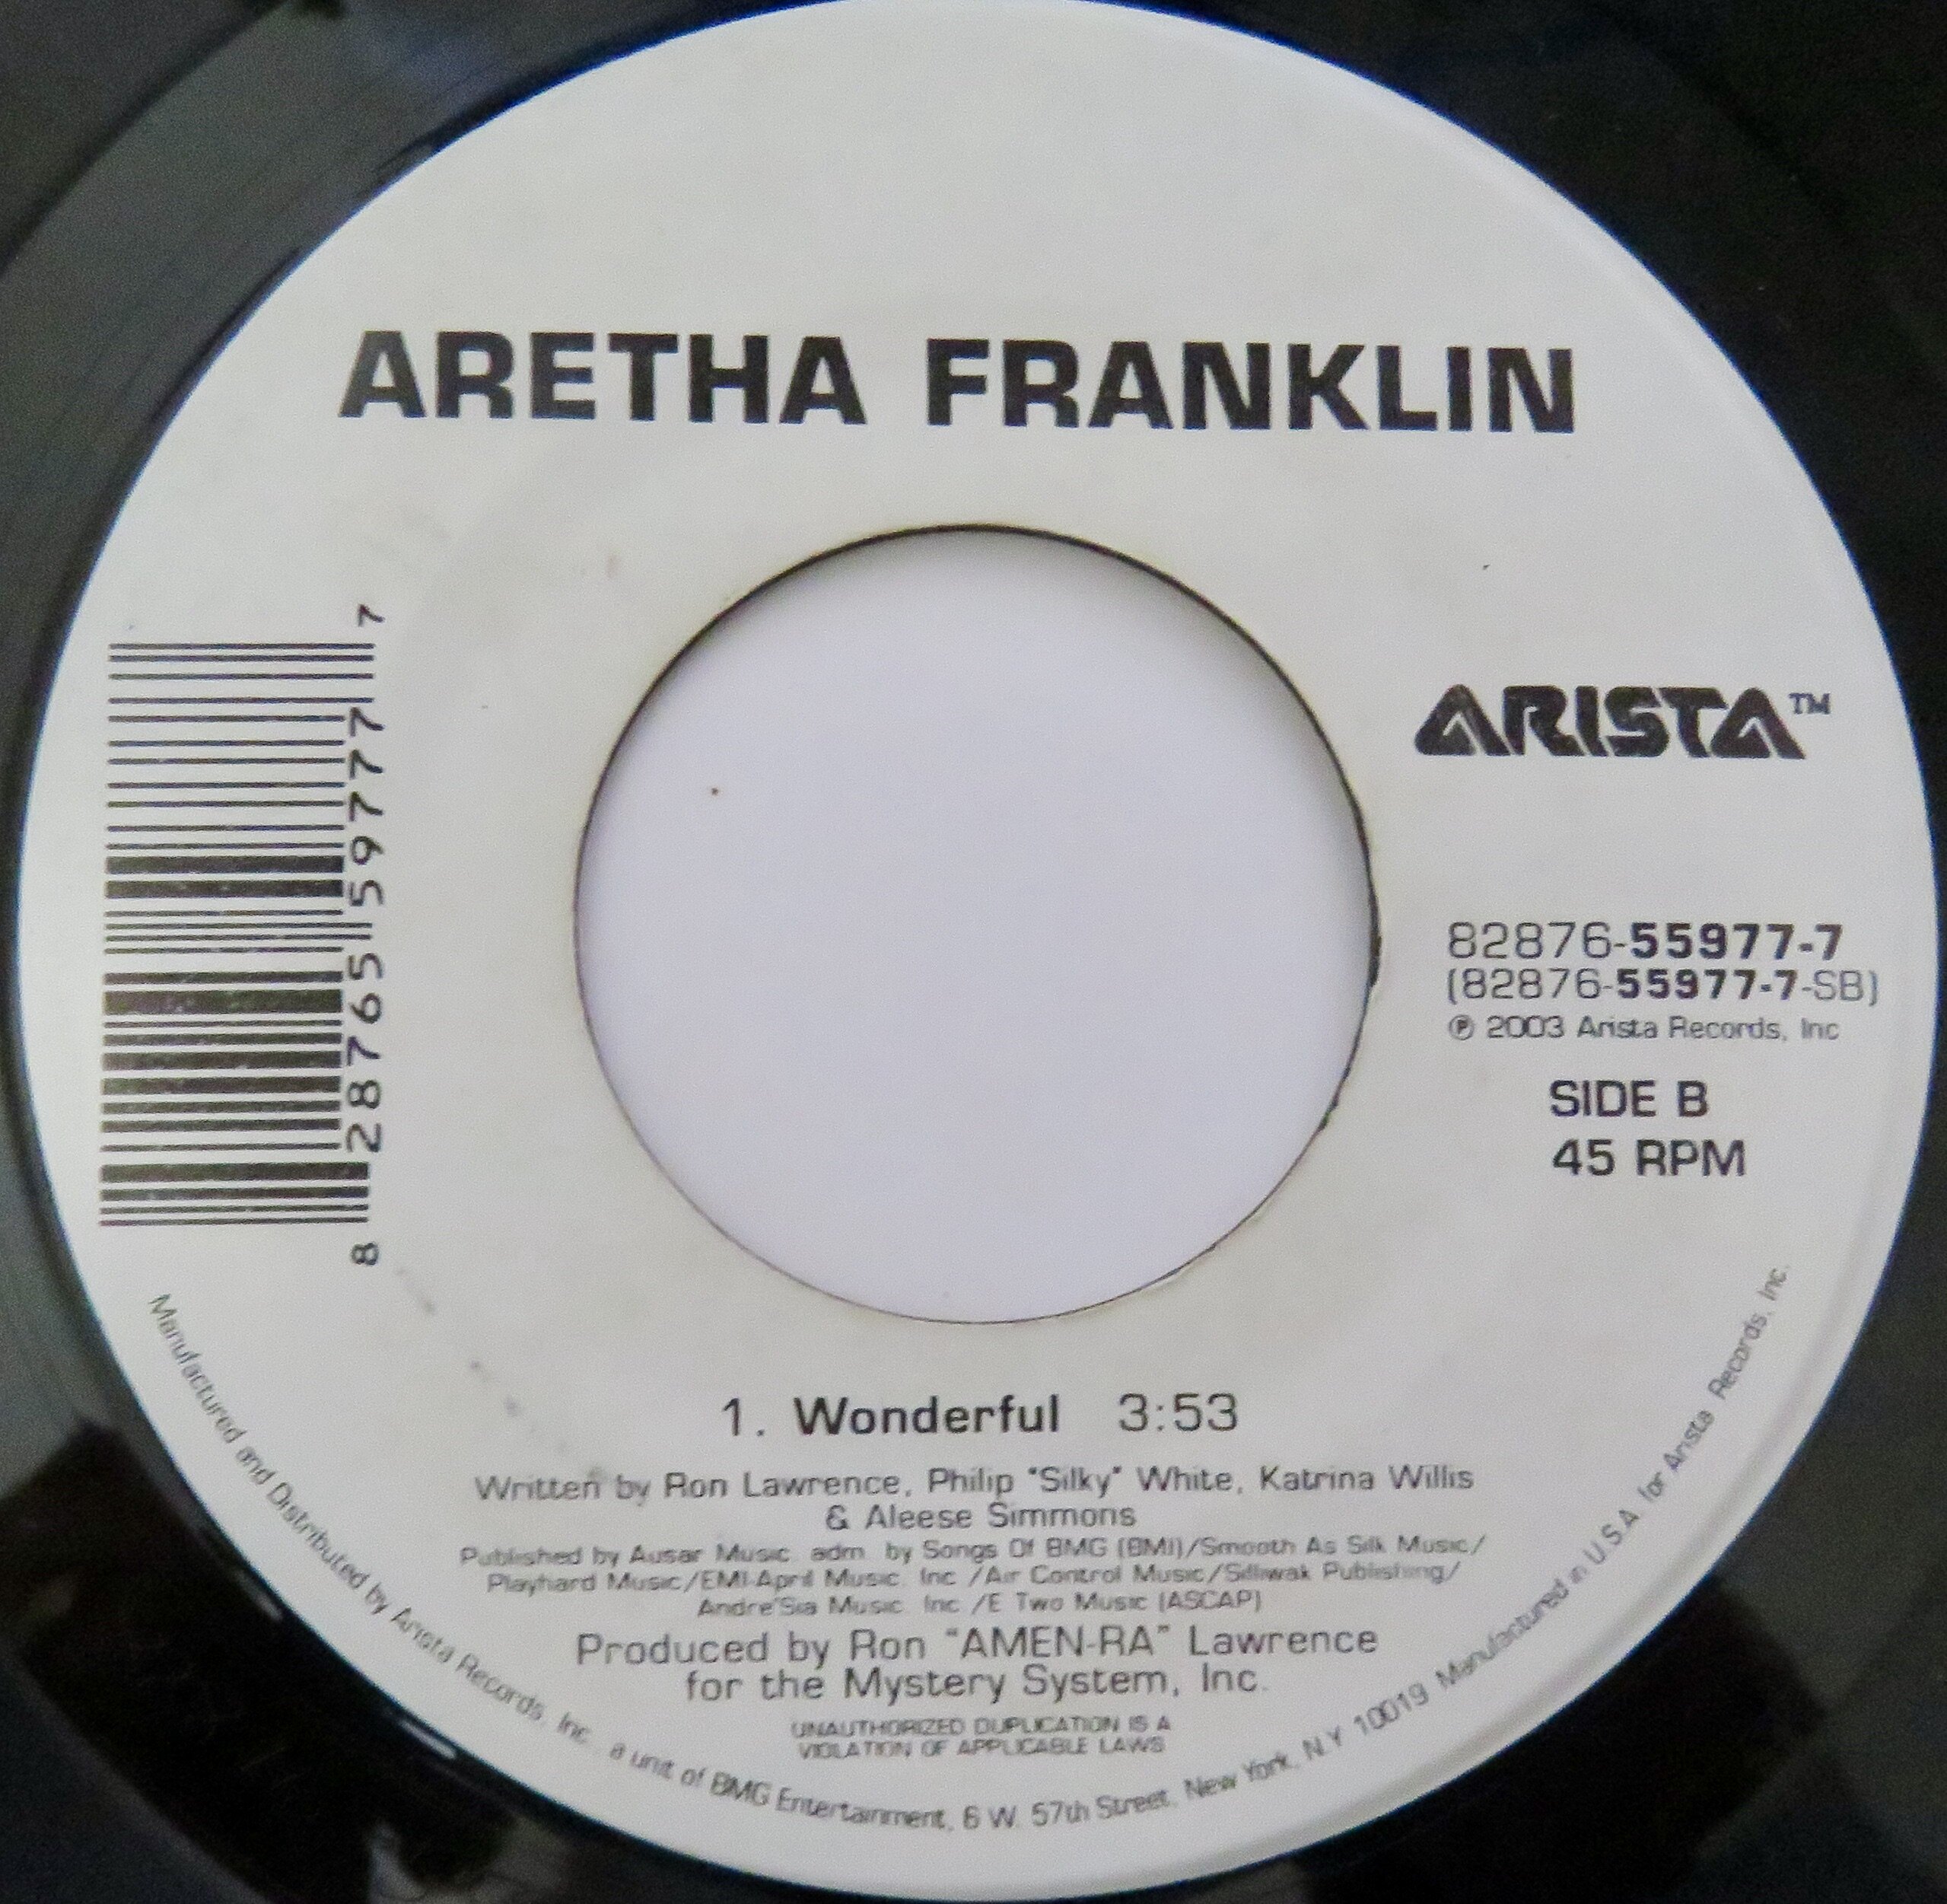 ARETHA FRANKLIN
7
59777
28765
8
ARISTA™
82876-55977-7
(82876-55977-7-SB)
℗ 2003 Arista Records, Inc
SIDE B
45 RPM
1. Wonderful 3:53
Written by Ron Lawrence, Philip "Silky" White, Katrina Willis
& Aleese Simmons
Published by Ausar Music. adm. by Songs Of BMG (BMI)/Smooth As Silk Music/
Playhard Music/EMI-April Music. Inc./Air Control Music/Silliwak Publishing/
Andre'Sia Music. Inc./E Two Music (ASCAP)
Produced by Ron "AMEN-RA" Lawrence
for the Mystery System, Inc.
UNAUTHORIZED DUPLICATION IS A
VIOLATION OF APPLICABLE LAWS
Manufactured and Distributed by Arista Records, Inc. a unit of BMG Entertainment, 6 W. 57th Street, New York, N.Y. 10019 Manufactured in U.S.A. for Arista Records, Inc.